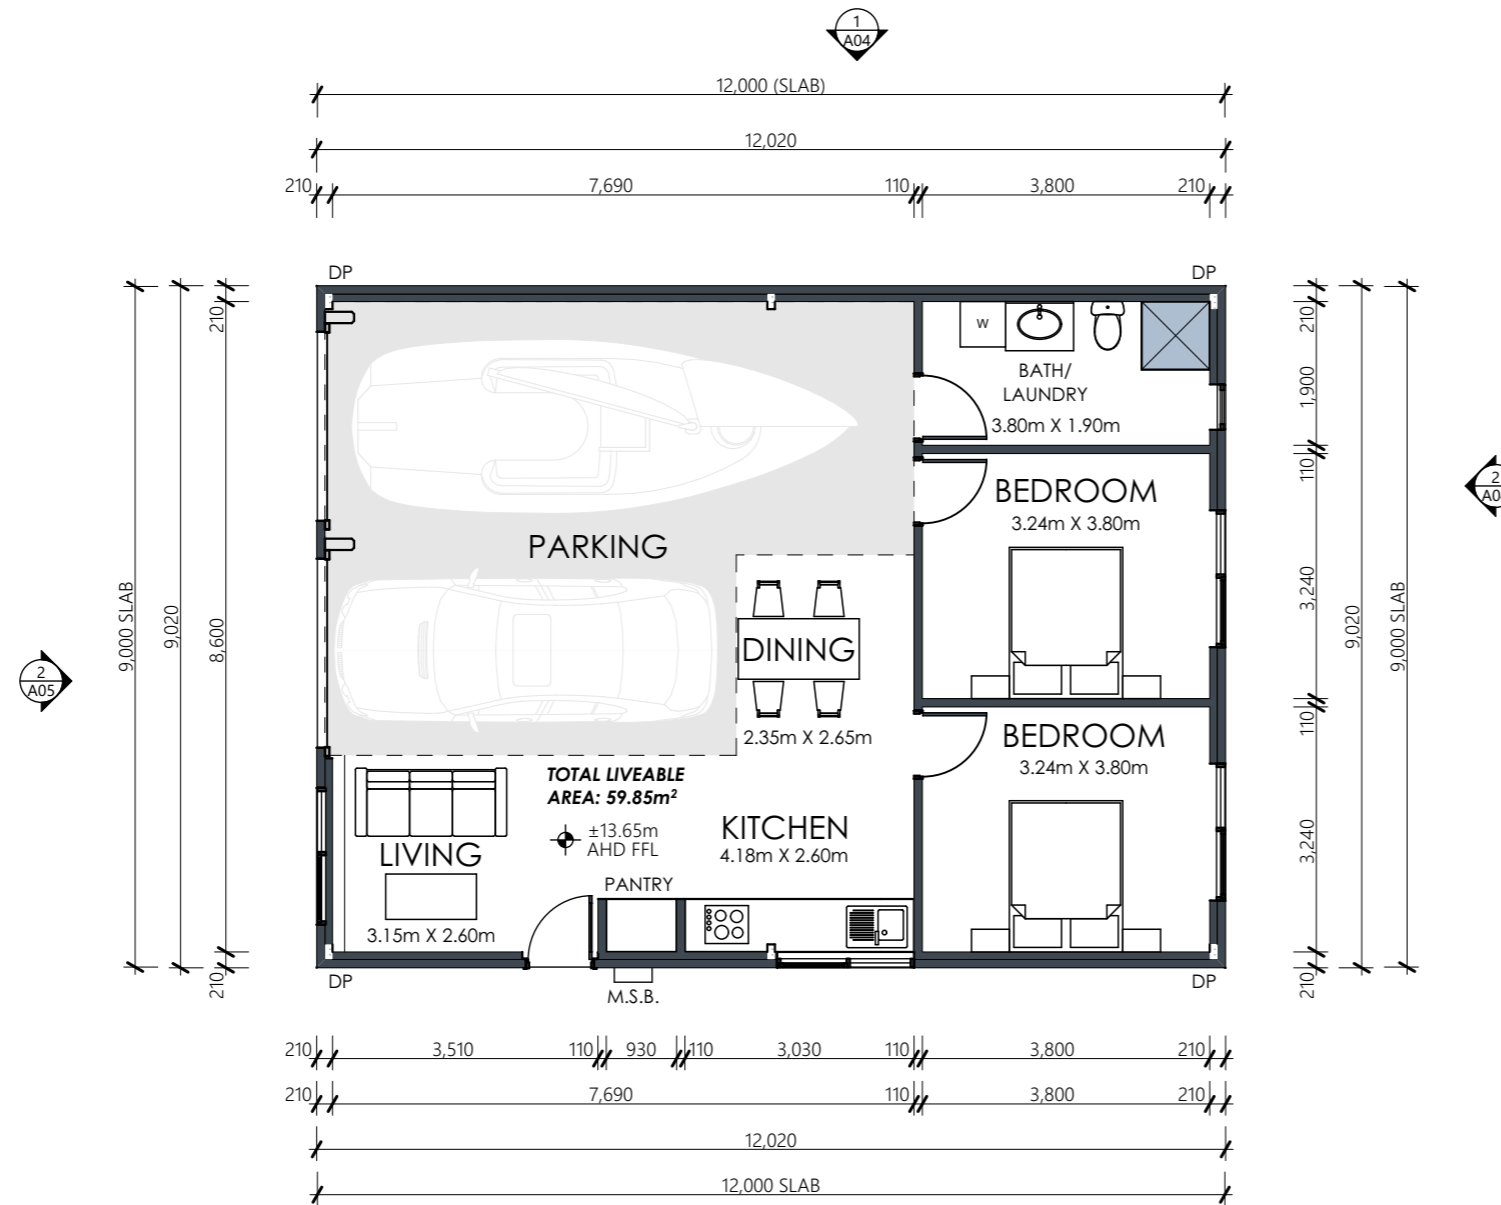 1
A04
12,000 (SLAB)
12,020
210 7,690 110 3,800 210
DP DP
210
8,600
210
9,020
9,000 SLAB
2
A05
W
BATH/
LAUNDRY
3.80m X 1.90m
BEDROOM
3.24m X 3.80m
PARKING
DINING
2.35m X 2.65m
BEDROOM
3.24m X 3.80m
TOTAL LIVEABLE
AREA: 59.85m²
±13.65m
AHD FFL
KITCHEN
4.18m X 2.60m
LIVING
3.15m X 2.60m
PANTRY
M.S.B.
DP DP
210
1,900
110
3,240
110
3,240
210
9,020
9,000 SLAB
2
210 3,510 110 930 110 3,030 110 3,800 210
210 7,690 110 3,800 210
12,020
12,000 SLAB